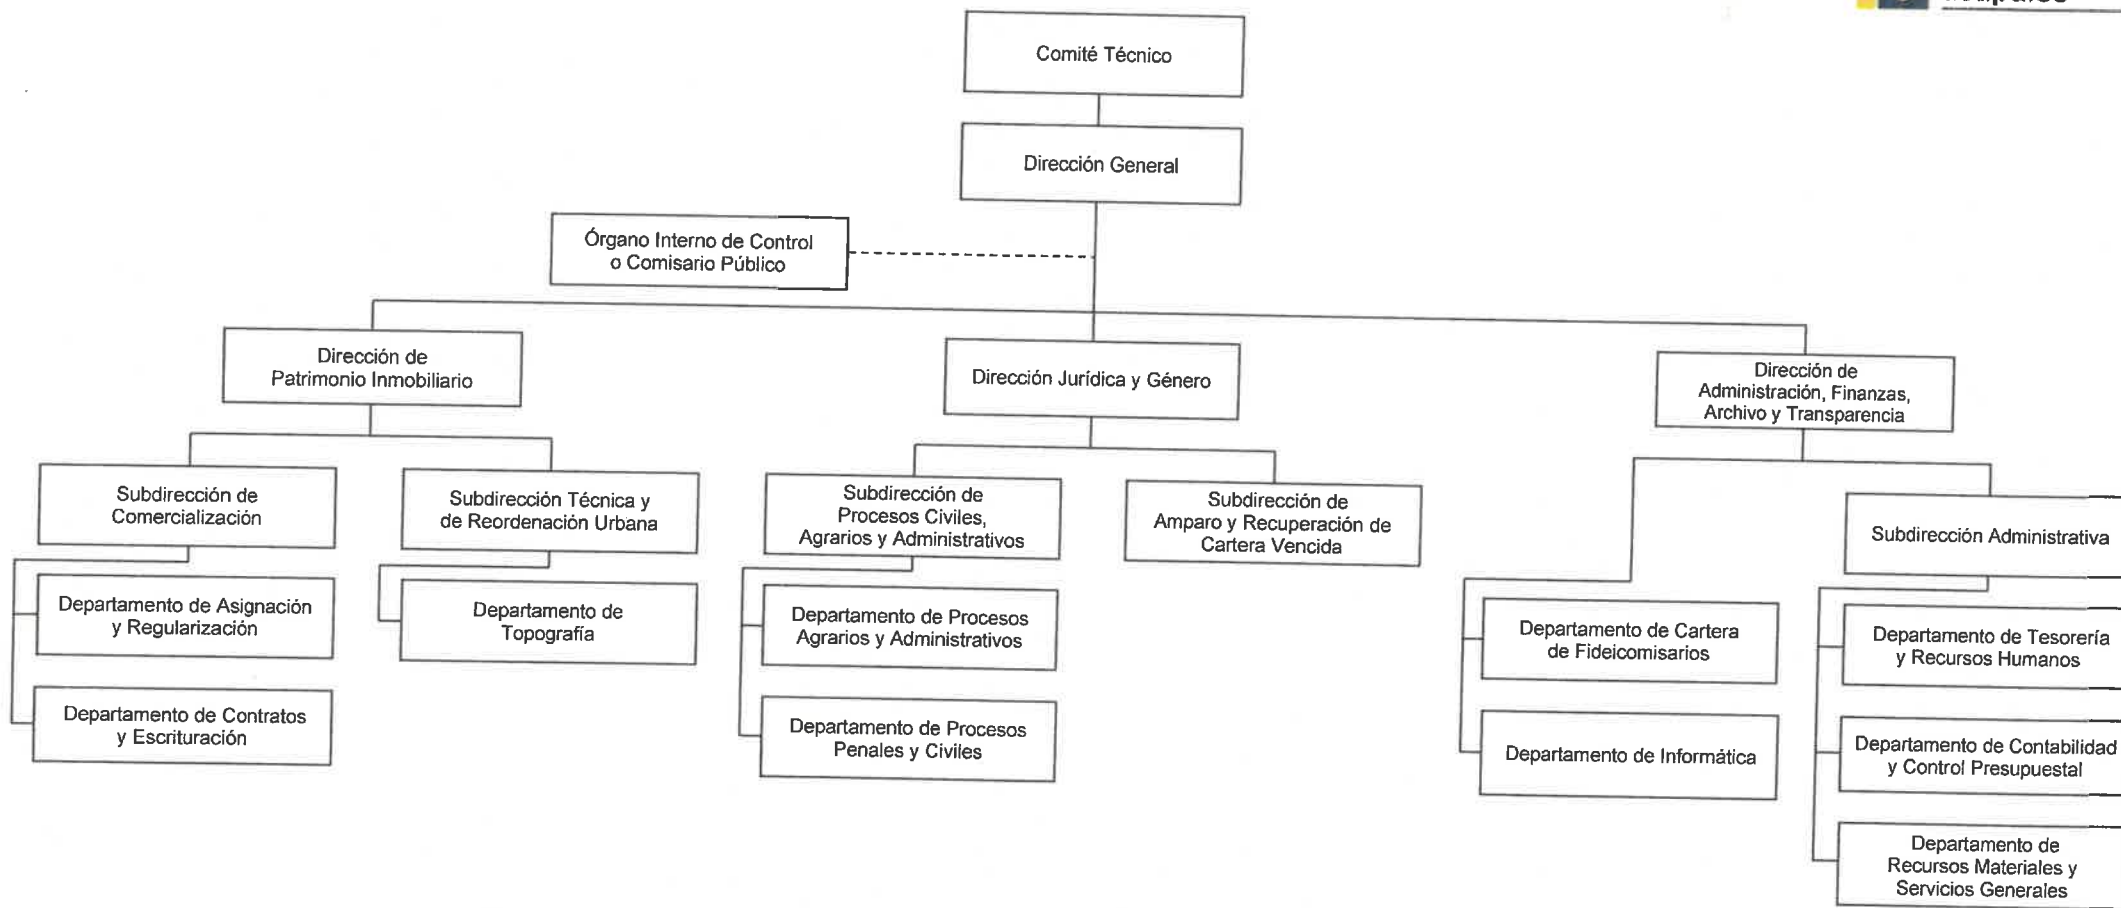 Comité Técnico
Dirección General
Órgano Interno de Control
o Comisario Público
Dirección de
Patrimonio Inmobiliario
Dirección Jurídica y Género
Dirección de
Administración, Finanzas,
Archivo y Transparencia
Subdirección de
Comercialización
Subdirección Técnica y
de Reordenación Urbana
Subdirección de
Procesos Civiles,
Agrarios y Administrativos
Subdirección de
Amparo y Recuperación de
Cartera Vencida
Subdirección Administrativa
Departamento de Asignación
y Regularización
Departamento de
Topografía
Departamento de Procesos
Agrarios y Administrativos
Departamento de Cartera
de Fideicomisarios
Departamento de Tesorería
y Recursos Humanos
Departamento de Contratos
y Escrituración
Departamento de Procesos
Penales y Civiles
Departamento de Informática
Departamento de Contabilidad
y Control Presupuestal
Departamento de
Recursos Materiales y
Servicios Generales